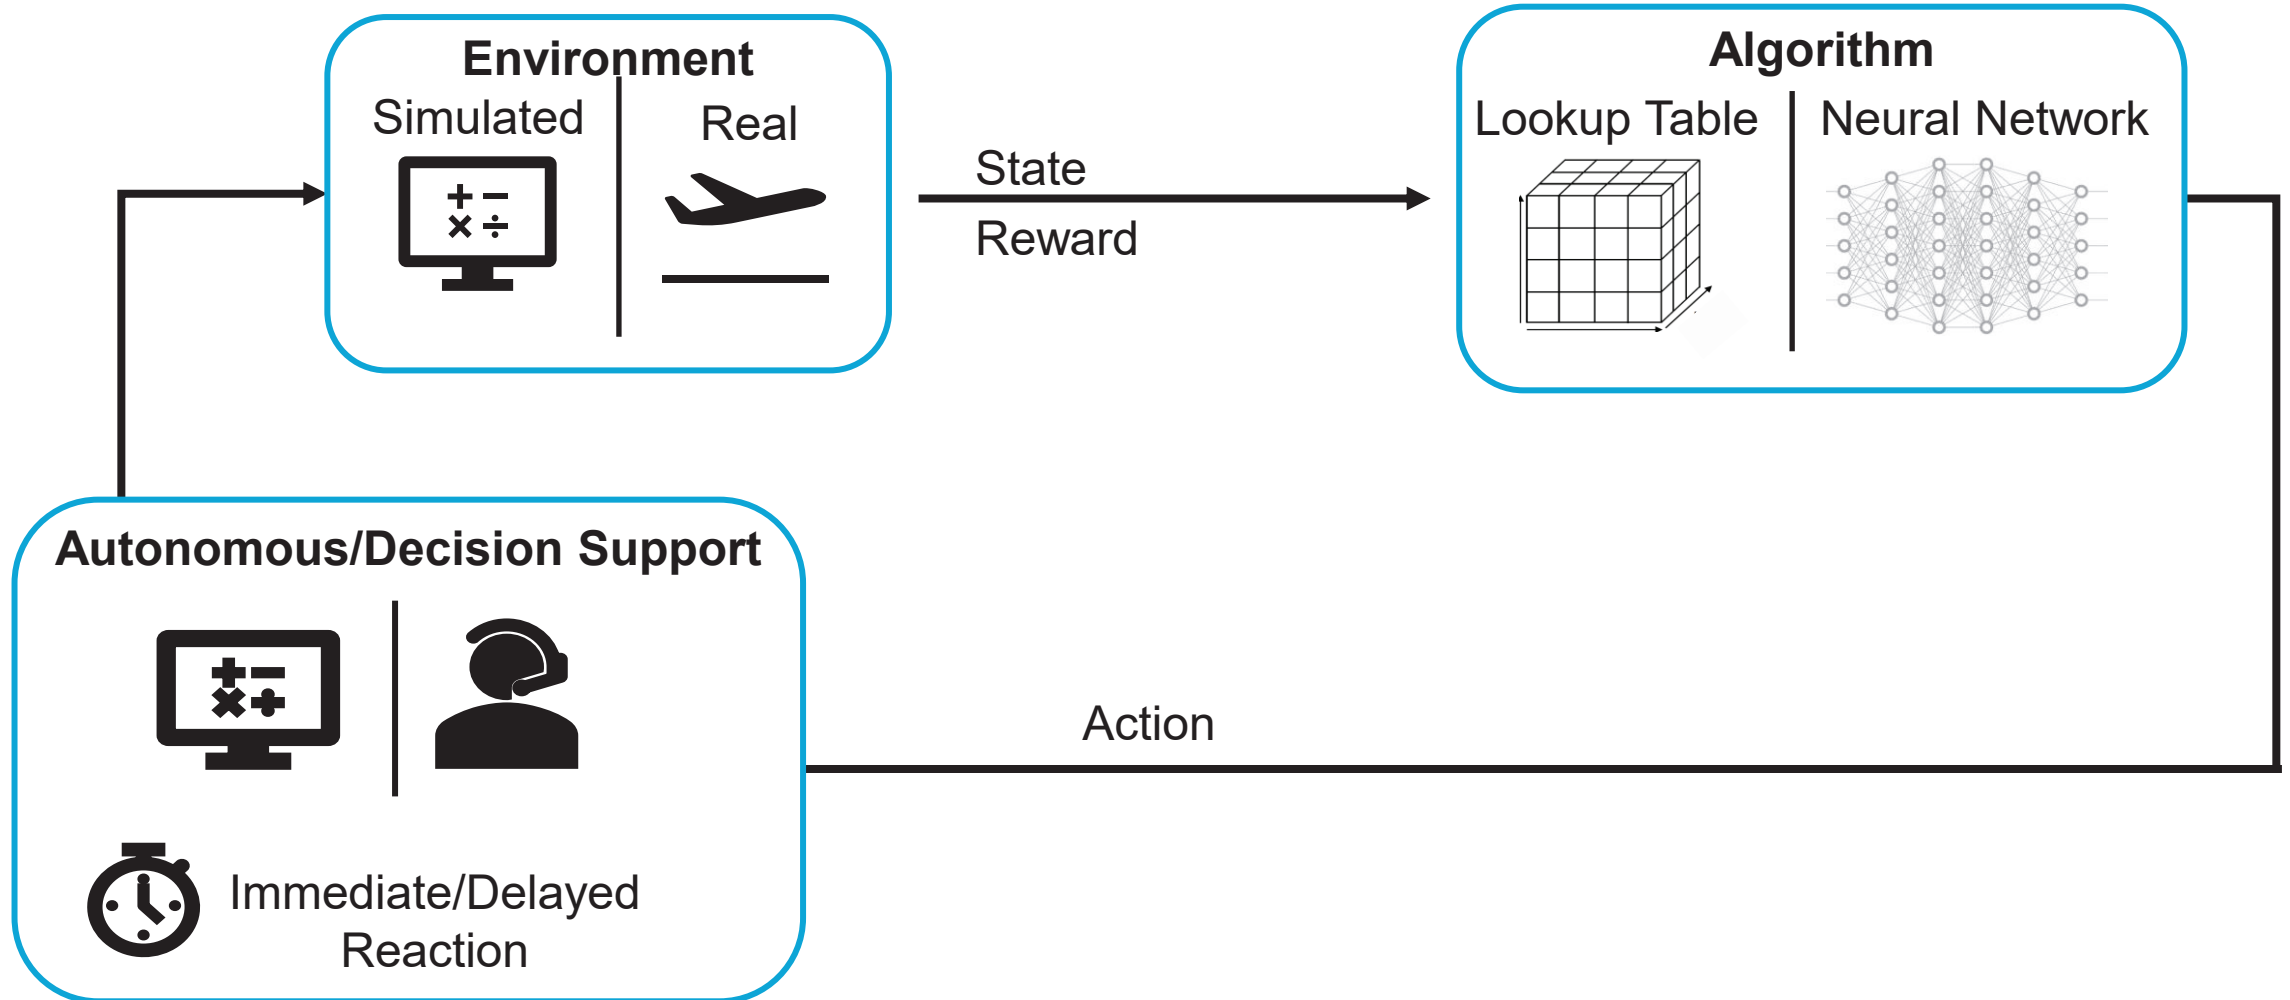 Environment
Simulated
Real
State
Reward
Algorithm
Lookup Table
Neural Network
Autonomous/Decision Support
Immediate/Delayed
Reaction
Action